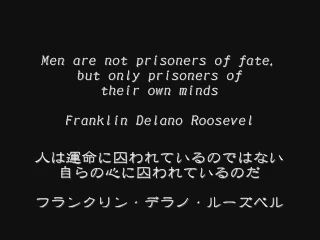 Men are not prisoners of fate,
but only prisoners of
their own minds
Franklin Delano Roosevel
人は運命に囚われているのではない
自らの心に囚われているのだ
フランクリン・デラノ・ルーズベル